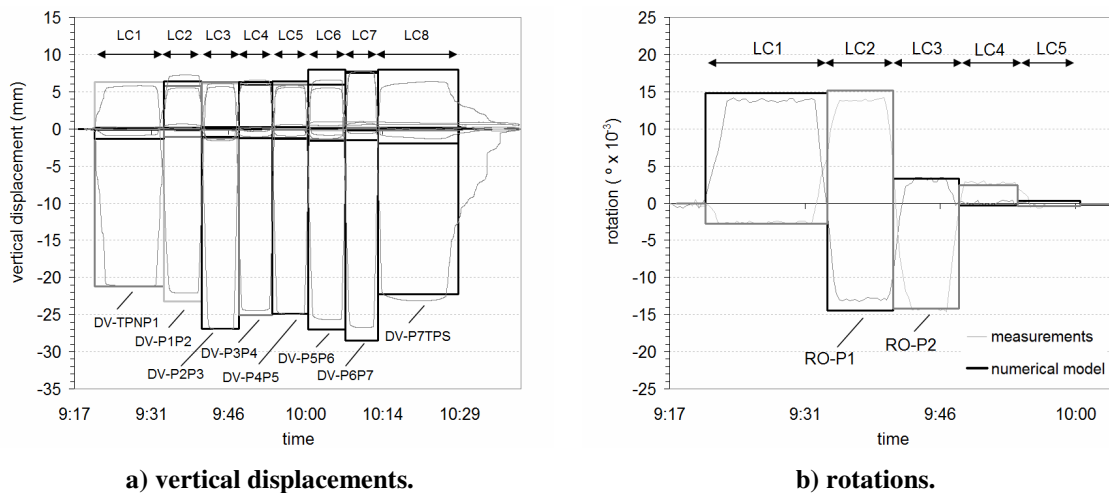 LC1 LC2 LC3 LC4 LC5 LC6 LC7 LC8
vertical displacement (mm)
15
10
5
0
-5
-10
-15
-20
-25
-30
-35
DV-TPNP1
DV-P1P2
DV-P2P3
DV-P3P4
DV-P4P5
DV-P5P6
DV-P6P7
DV-P7TPS
9:17 9:31 9:46 10:00 10:14 10:29
time
a) vertical displacements.
LC1 LC2 LC3 LC4 LC5
rotation ( º x 10⁻³)
25
20
15
10
5
0
-5
-10
-15
-20
-25
RO-P1
RO-P2
measurements
numerical model
9:17 9:31 9:46 10:00
time
b) rotations.